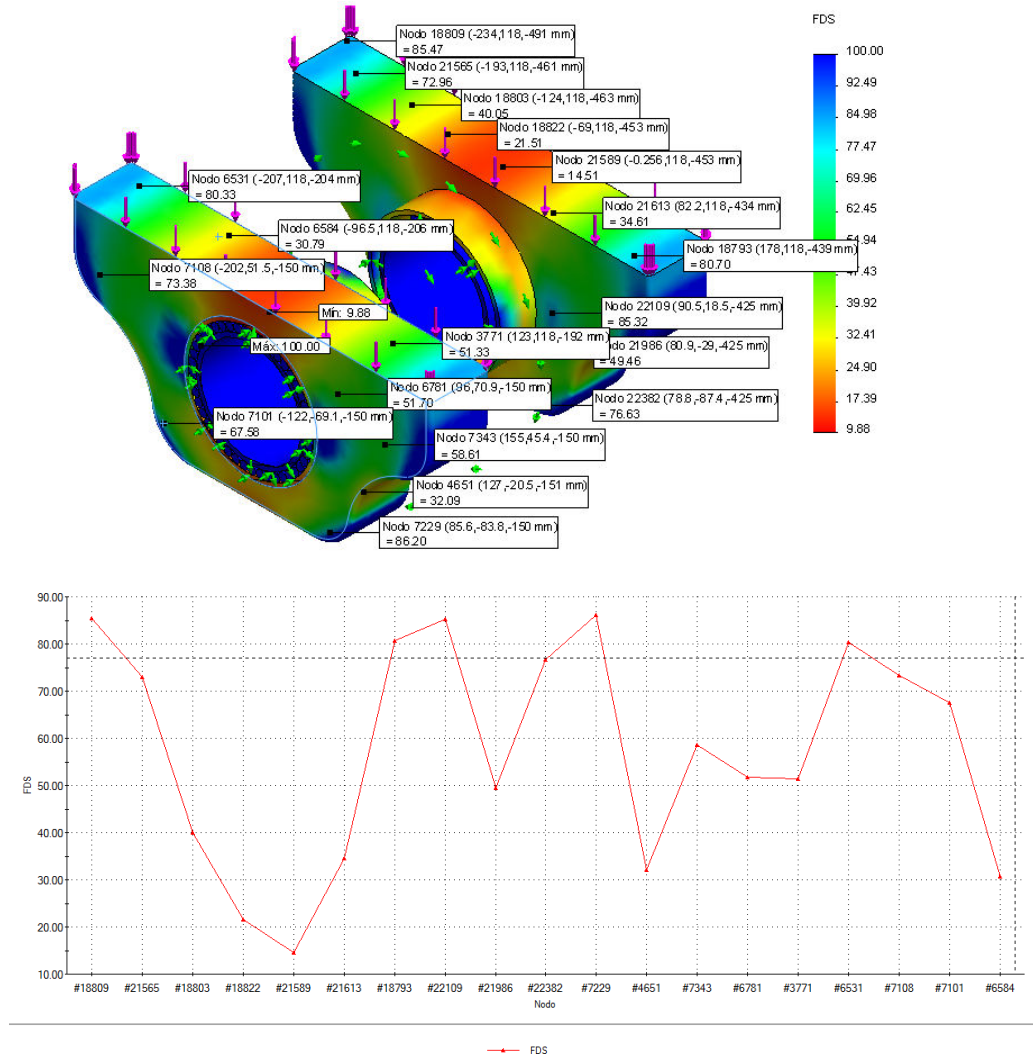 FDS
Nodo 18809 (-234,118,-491 mm)
= 85.47
Nodo 21565 (-193,118,-461 mm)
= 72.96
Nodo 18803 (-124,118,-463 mm)
= 40.05
Nodo 18822 (-69,118,-453 mm)
= 21.51
Nodo 21589 (-0.256,118,-453 mm)
= 14.51
Nodo 6531 (-207,118,-204 mm)
= 80.33
Nodo 21613 (82.2,118,-434 mm)
= 34.61
Nodo 6584 (-96.5,118,-206 mm)
= 30.79
Nodo 18793 (178,118,-439 mm)
= 80.70
Nodo 7108 (-202,51.5,-150 mm)
= 73.38
Nodo 22109 (90.5,18.5,-425 mm)
= 85.32
Mín: 9.88
Nodo 3771 (123,118,-192 mm)
= 51.33
Máx: 100.00
21986 (80.9,-29,-425 mm)
49.46
Nodo 6781 (96,70.9,-150 mm)
= 51.70
Nodo 22382 (78.8,-87.4,-425 mm)
= 76.63
Nodo 7101 (-122,-69.1,-150 mm)
= 67.58
Nodo 7343 (155,45.4,-150 mm)
= 58.61
Nodo 4651 (127,-20.5,-151 mm)
= 32.09
Nodo 7229 (85.6,-83.8,-150 mm)
= 86.20
100.00
92.49
84.98
77.47
69.96
62.45
54.94
47.43
39.92
32.41
24.90
17.39
9.88
90.00
80.00
70.00
60.00
50.00
40.00
30.00
20.00
10.00
FDS
#18809 #21565 #18803 #18822 #21589 #21613 #18793 #22109 #21986 #22382 #7229 #4651 #7343 #6781 #3771 #6531 #7108 #7101 #6584
Nodo
FDS